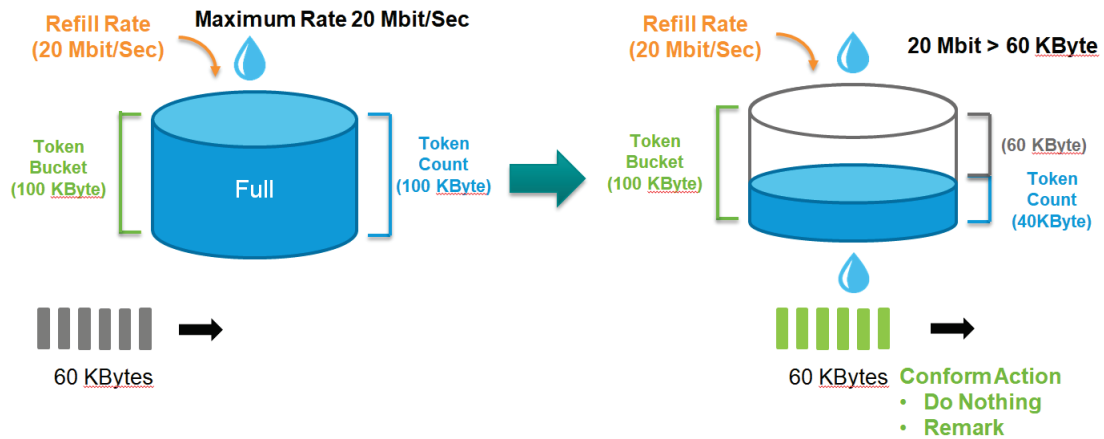 Refill Rate
(20 Mbit/Sec)
Maximum Rate 20 Mbit/Sec
Token
Bucket
(100 KByte)
Full
Token
Count
(100 KByte)
60 KBytes
Refill Rate
(20 Mbit/Sec)
20 Mbit > 60 KByte
Token
Bucket
(100 KByte)
(60 KByte)
Token
Count
(40KByte)
60 KBytes
Conform Action
• Do Nothing
• Remark